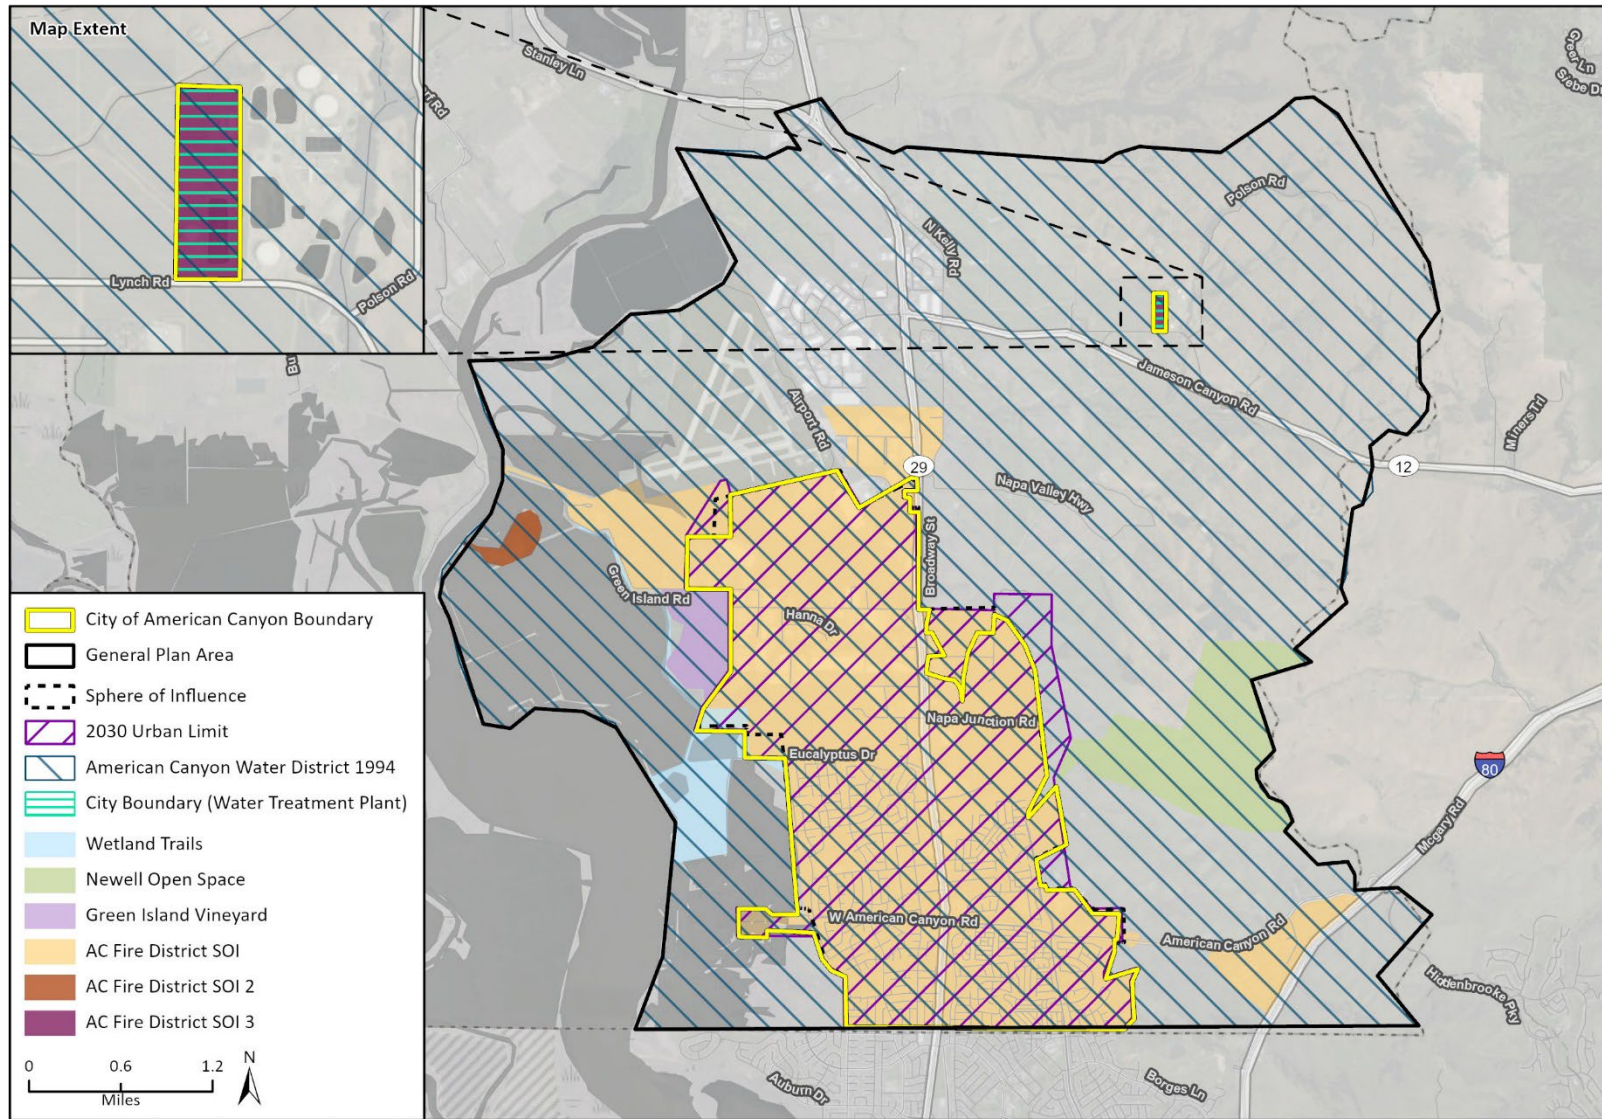 Map Extent
Lynch Rd
Polson Rd
Stanley Ln
Greer Ln
Siebe Dr
Polson Rd
N Kelly Rd
Jameson Canyon Rd
Miners Trl
Airport Rd
29
12
Napa Valley Hwy
Broadway St
Green Island Rd
Hanna Dr
Napa Junction Rd
Eucalyptus Dr
80
Mcgary Rd
W American Canyon Rd
American Canyon Rd
Hiddenbrooke Pky
Auburn Dr
Borges Ln
City of American Canyon Boundary
General Plan Area
Sphere of Influence
2030 Urban Limit
American Canyon Water District 1994
City Boundary (Water Treatment Plant)
Wetland Trails
Newell Open Space
Green Island Vineyard
AC Fire District SOI
AC Fire District SOI 2
AC Fire District SOI 3
0 0.6 1.2
Miles
N